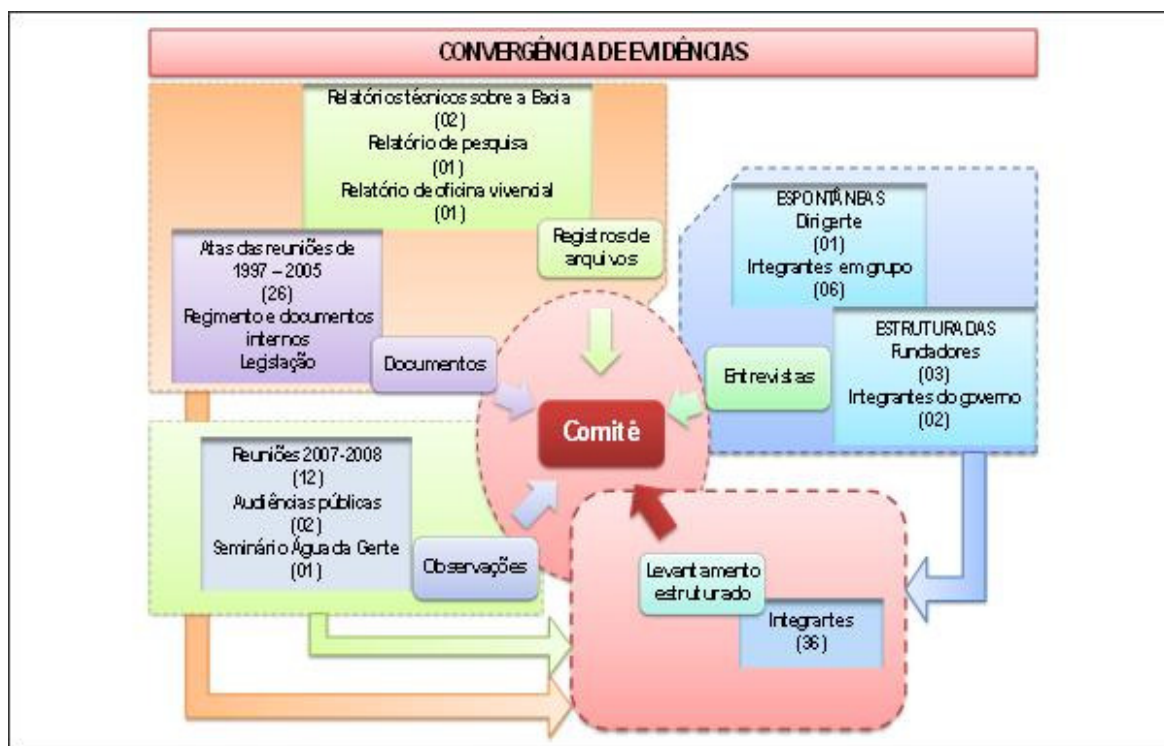 CONVERGÊNCIA DE EVIDÊNCIAS
Relatórios técnicos sobre a Bacia
(02)
Relatório de pesquisa
(01)
Relatório de oficina vivencial
(01)
Registros de
arquivos
Atas das reuniões de
1997 – 2005
(26)
Regimento e documentos
internos
Legislação
Documentos
ESPONTÂNEAS
Dirigente
(01)
Integrantes em grupo
(06)
ESTRUTURADAS
Fundadores
(03)
Integrantes do governo
(02)
Entrevistas
Comitê
Reuniões 2007-2008
(12)
Audiências públicas
(02)
Seminário Água da Gente
(01)
Observações
Levantamento
estruturado
Integrantes
(36)